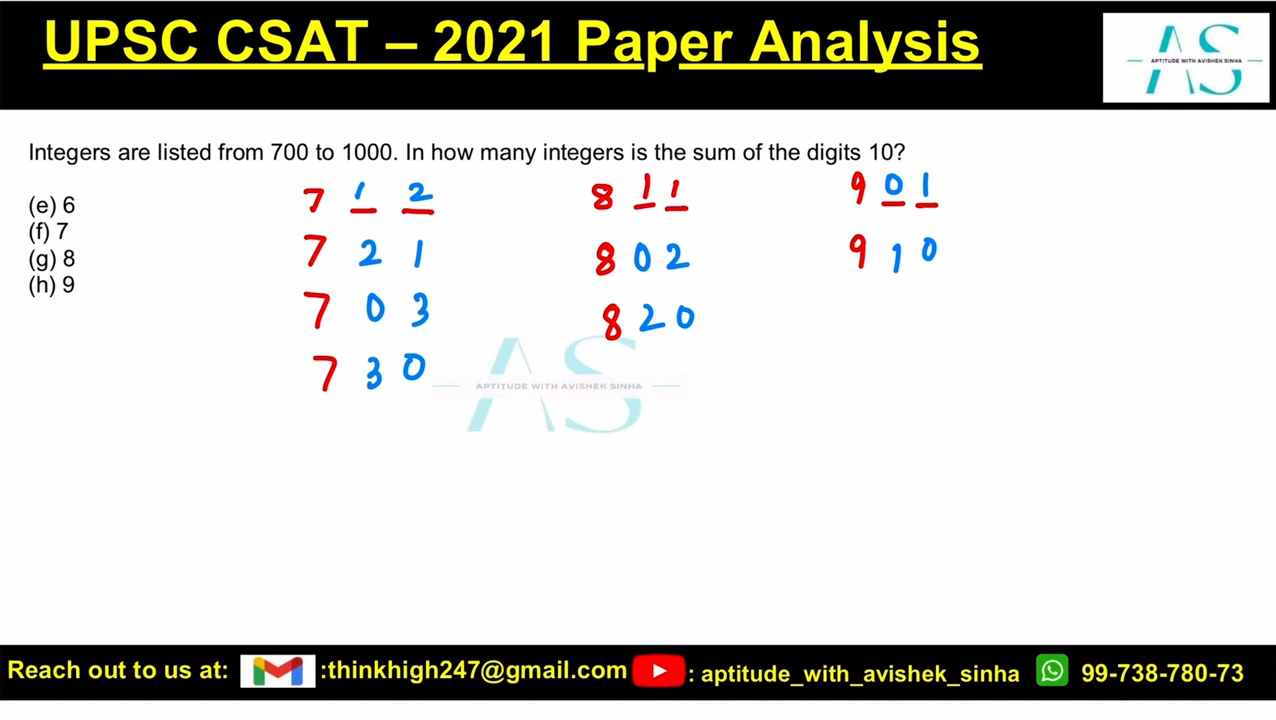 UPSC CSAT – 2021 Paper Analysis
AS
APTITUDE WITH AVISHEK SINHA
Integers are listed from 700 to 1000. In how many integers is the sum of the digits 10?
(e) 6
(f) 7
(g) 8
(h) 9
7 1 2
7 2 1
7 0 3
7 3 0
8 1 1
8 0 2
8 2 0
9 0 1
9 1 0
AS
APTITUDE WITH AVISHEK SINHA
Reach out to us at: :thinkhigh247@gmail.com : aptitude_with_avishek_sinha 99-738-780-73